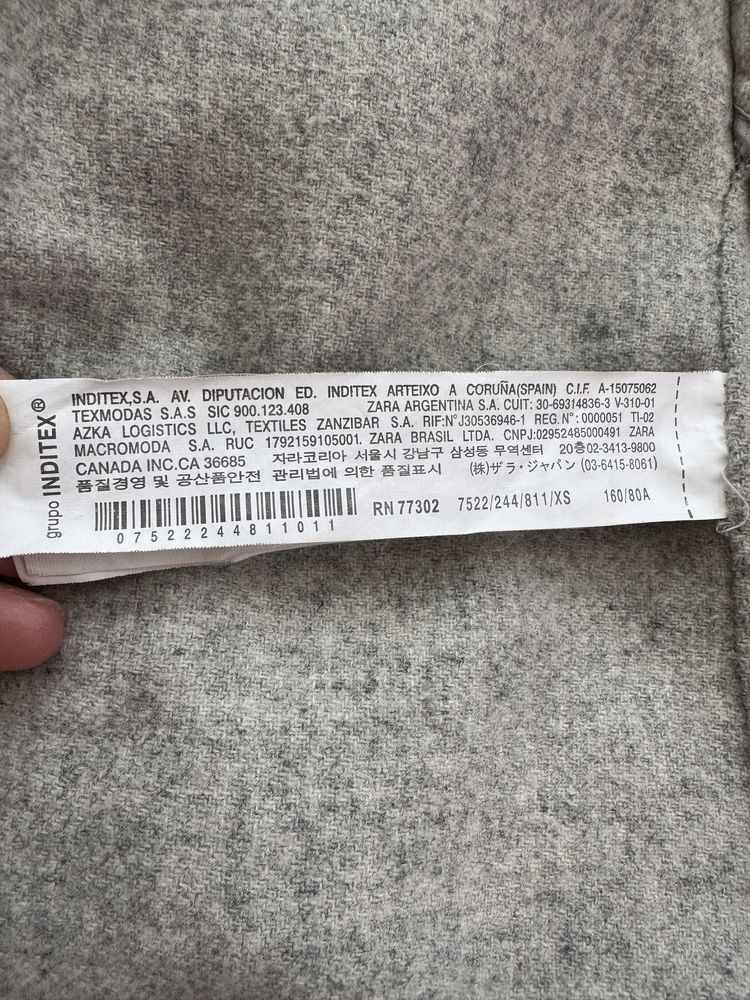 grupo INDITEX®
INDITEX,S.A. AV. DIPUTACION ED. INDITEX ARTEIXO A CORUÑA(SPAIN) C.I.F. A-15075062
TEXMODAS S.A.S SIC 900.123.408 ZARA ARGENTINA S.A. CUIT: 30-69314836-3 V-310-01
AZKA LOGISTICS LLC, TEXTILES ZANZIBAR S.A. RIF:N°J30536946-1 REG.N°:0000051 TI-02
MACROMODA S.A. RUC 1792159105001. ZARA BRASIL LTDA. CNPJ:02952485000491 ZARA
CANADA INC.CA 36685 자라코리아 서울시 강남구 삼성동 무역센터 20층02-3413-9800
품질경영 및 공산품안전 관리법에 의한 품질표시 (株)ザラ・ジャパン (03-6415-8061)
RN 77302 7522/244/811/XS 160/80A
07522244811011